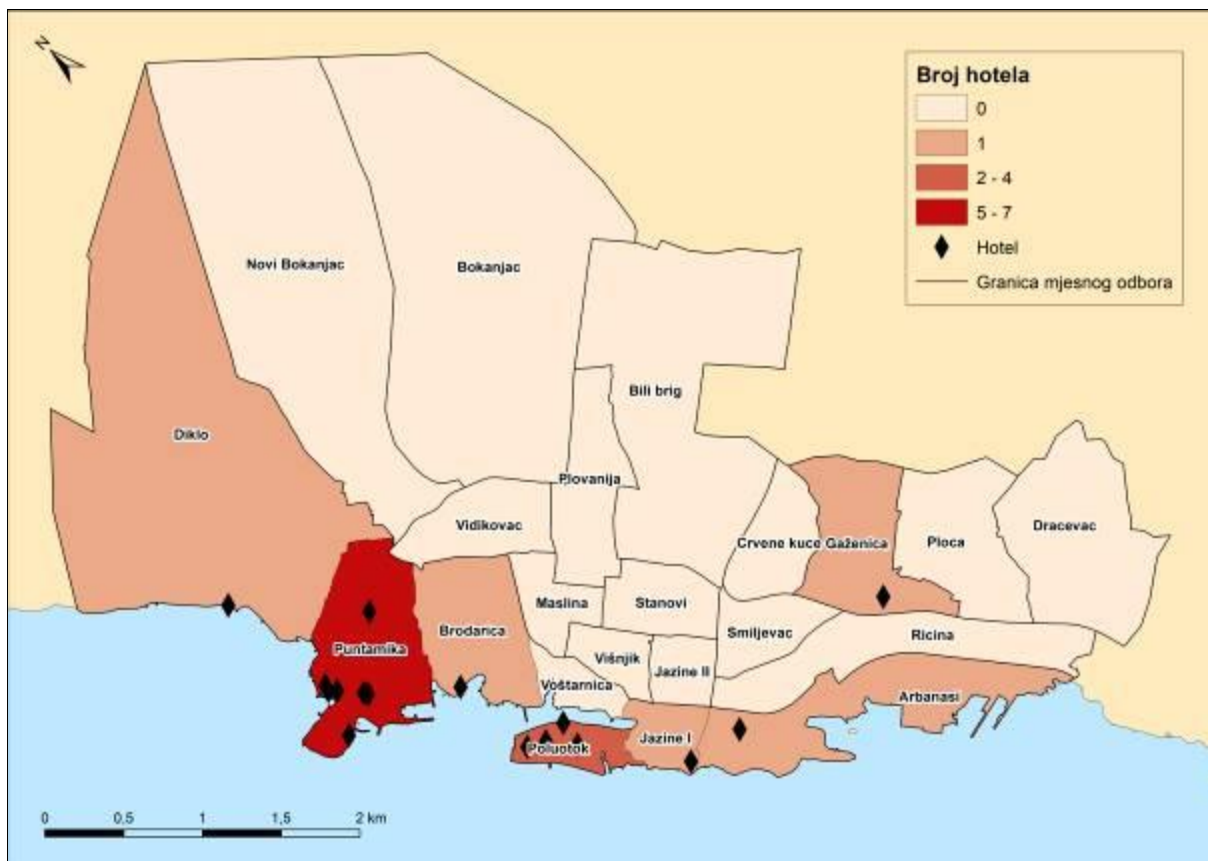 N
Broj hotela
0
1
2 - 4
5 - 7
Hotel
Granica mjesnog odbora
Novi Bokanjac
Bokanjac
Bili brig
Diklo
Plovanija
Vidikovac
Crvene kuce
Gaženica
Ploca
Dracevac
Maslina
Stanovi
Brodarica
Smiljevac
Ricina
Puntamika
Višnjik
Jazine II
Voštarnica
Arbanasi
Poluotok
Jazine I
0 0,5 1 1,5 2 km